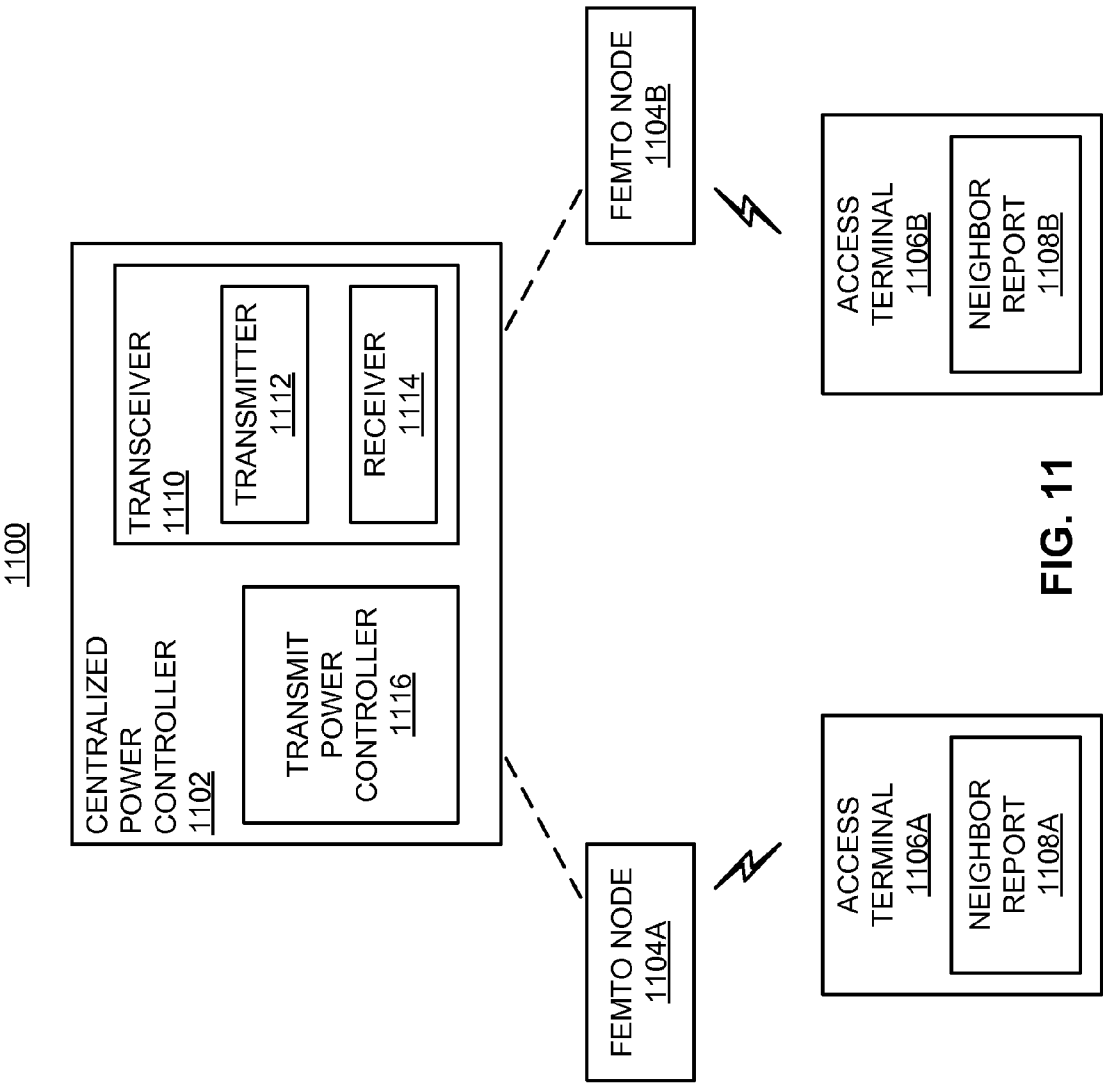 1100
CENTRALIZED
POWER
CONTROLLER
1102
TRANSMIT
POWER
CONTROLLER
1116
TRANSCEIVER
1110
TRANSMITTER
1112
RECEIVER
1114
FEMTO NODE
1104A
FEMTO NODE
1104B
ACCESS
TERMINAL
1106A
NEIGHBOR
REPORT
1108A
ACCESS
TERMINAL
1106B
NEIGHBOR
REPORT
1108B
FIG. 11